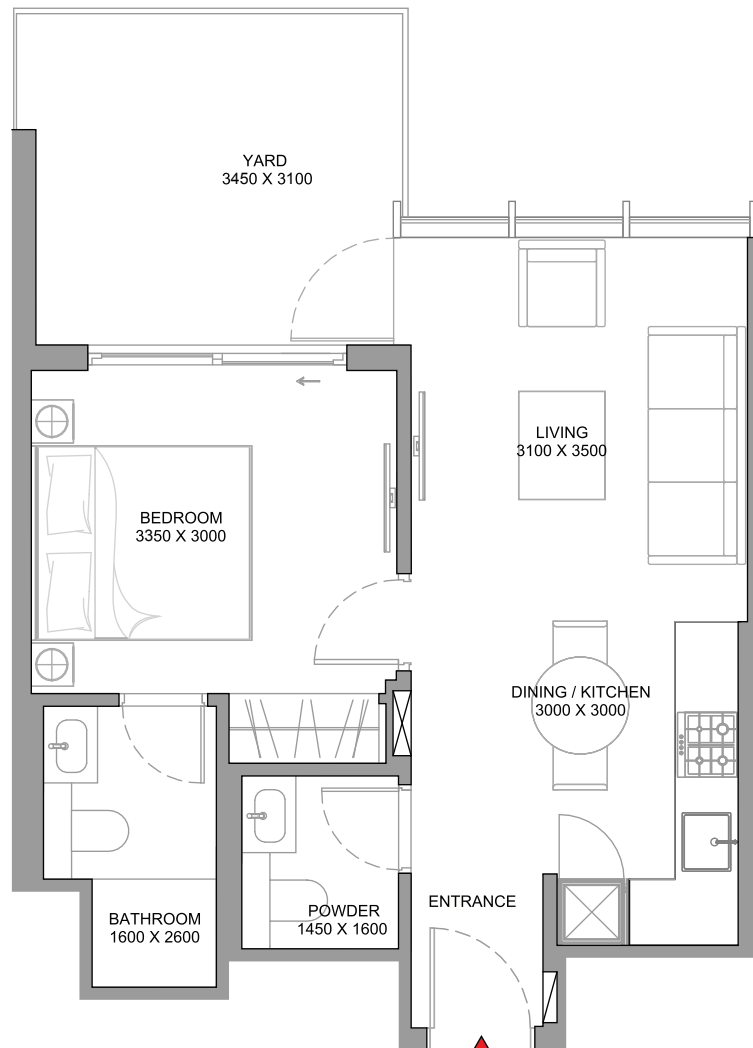 YARD
3450 X 3100
LIVING
3100 X 3500
BEDROOM
3350 X 3000
DINING / KITCHEN
3000 X 3000
ENTRANCE
POWDER
1450 X 1600
BATHROOM
1600 X 2600